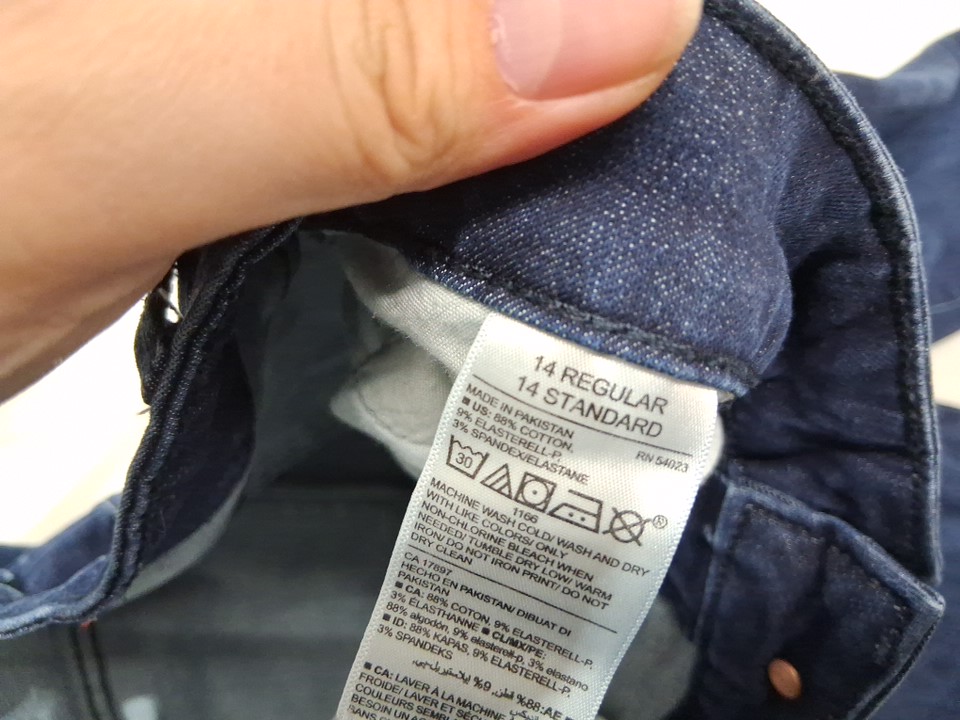 14 REGULAR
14 STANDARD
RN 54023
MADE IN PAKISTAN
■ US: 88% COTTON,
9% ELASTERELL-P,
3% SPANDEX/ELASTANE
30
1166
®
MACHINE WASH COLD/ WASH AND DRY
WITH LIKE COLORS/ ONLY
NON-CHLORINE BLEACH WHEN
NEEDED/ TUMBLE DRY LOW/ WARM
IRON/ DO NOT IRON PRINT/ DO NOT
DRY CLEAN
CA 17897
HECHO EN PAKISTAN/ DIBUAT DI
PAKISTAN
■ CA: 88% COTON, 9% ELASTERELL-P,
3% ÉLASTHANNE ■ CL/MX/PE:
88% algodón, 9% elasterell-p, 3% elastano
■ ID: 88% KAPAS, 9% ELASTERELL-P,
3% SPANDEKS
■ CA: LAVER À LA MACHINE
FROIDE/ LAVER ET
COULEURS
BESOIN